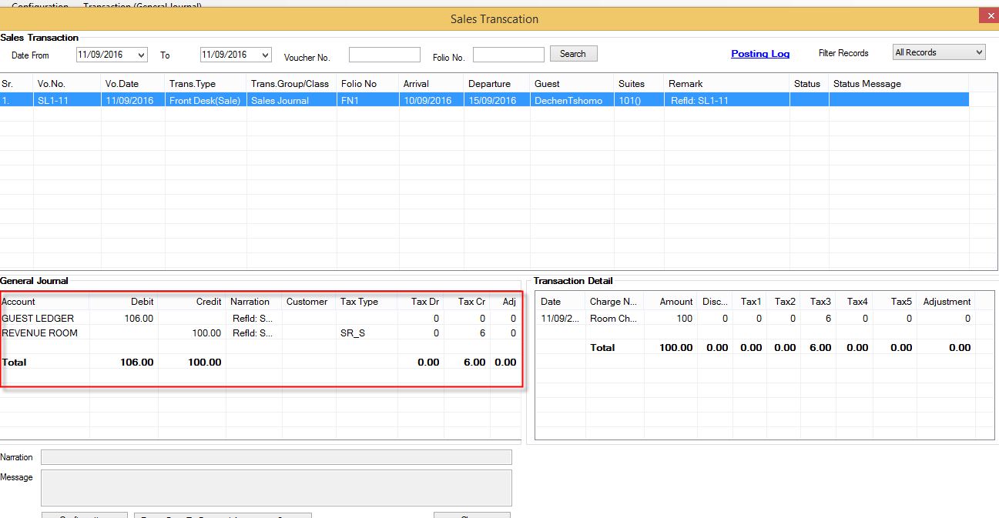 Configuration Transaction (General Journal)
Sales Transcation
Sales Transaction
Date From 11/09/2016 To 11/09/2016 Voucher No. Folio No. Search Posting Log Filter Records All Records
Sr. Vo.No. Vo.Date Trans.Type Trans.Group/Class Folio No Arrival Departure Guest Suites Remark Status Status Message
1. SL1-11 11/09/2016 Front Desk(Sale) Sales Journal FN1 10/09/2016 15/09/2016 DechenTshomo 101() RefId: SL1-11
General Journal
Account Debit Credit Narration Customer Tax Type Tax Dr Tax Cr Adj
GUEST LEDGER 106.00 RefId: S... 0 0 0
REVENUE ROOM 100.00 RefId: S... SR_S 0 6 0
Total 106.00 100.00 0.00 6.00 0.00
Transaction Detail
Date Charge N... Amount Disc... Tax1 Tax2 Tax3 Tax4 Tax5 Adjustment
11/09/2... Room Ch... 100 0 0 0 6 0 0 0
Total 100.00 0.00 0.00 0.00 6.00 0.00 0.00 0.00
Narration
Message